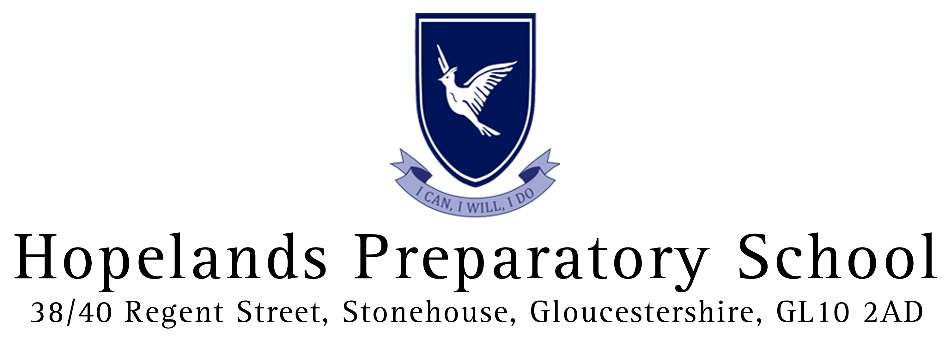 I CAN, I WILL, I DO
Hopelands Preparatory School
38/40 Regent Street, Stonehouse, Gloucestershire, GL10 2AD